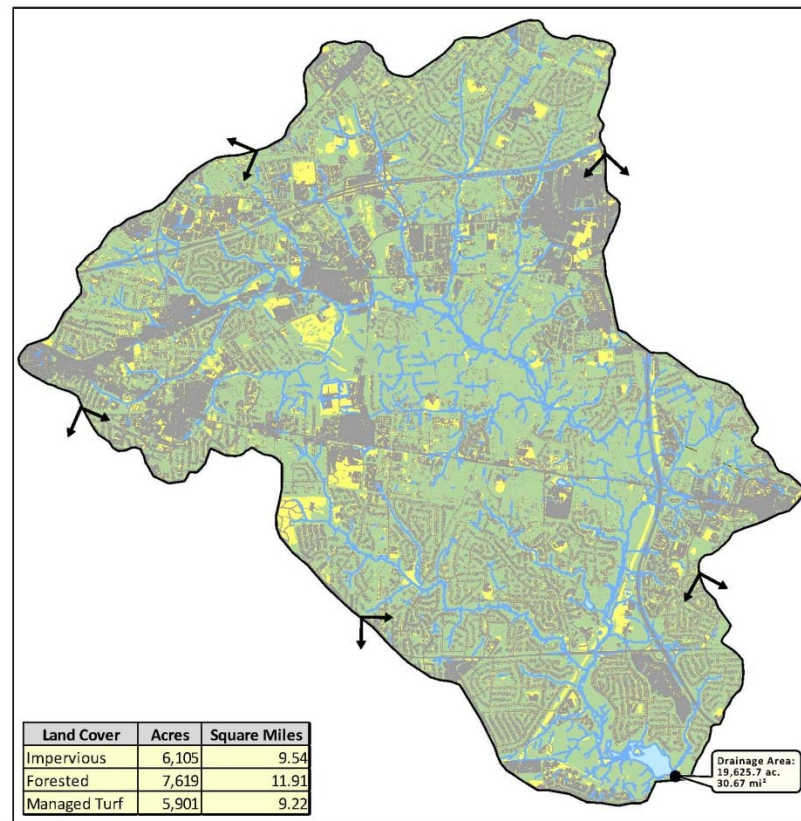 Land Cover Acres Square Miles
Impervious 6,105 9.54
Forested 7,619 11.91
Managed Turf 5,901 9.22
Drainage Area:
19,625.7 ac.
30.67 mi²